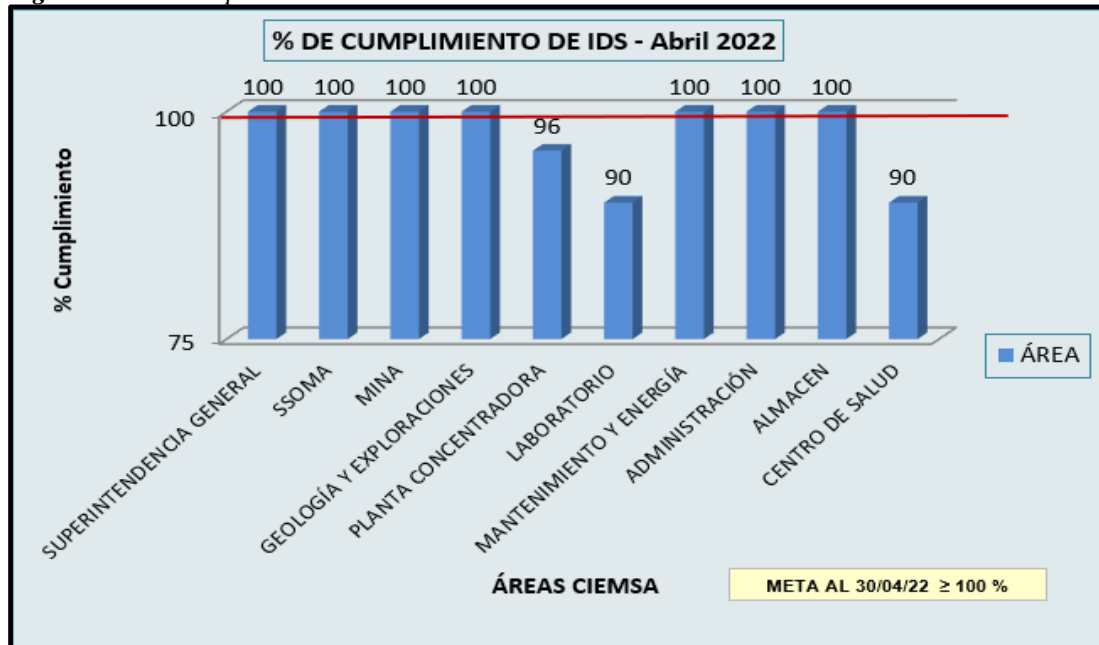 % DE CUMPLIMIENTO DE IDS - Abril 2022
100 100 100 100 96 90 100 100 100 90
100
75
% Cumplimiento
SUPERINTENDENCIA GENERAL
SSOMA
MINA
GEOLOGÍA Y EXPLORACIONES
PLANTA CONCENTRADORA
LABORATORIO
MANTENIMIENTO Y ENERGÍA
ADMINISTRACIÓN
ALMACEN
CENTRO DE SALUD
ÁREA
ÁREAS CIEMSA
META AL 30/04/22 ≥ 100 %